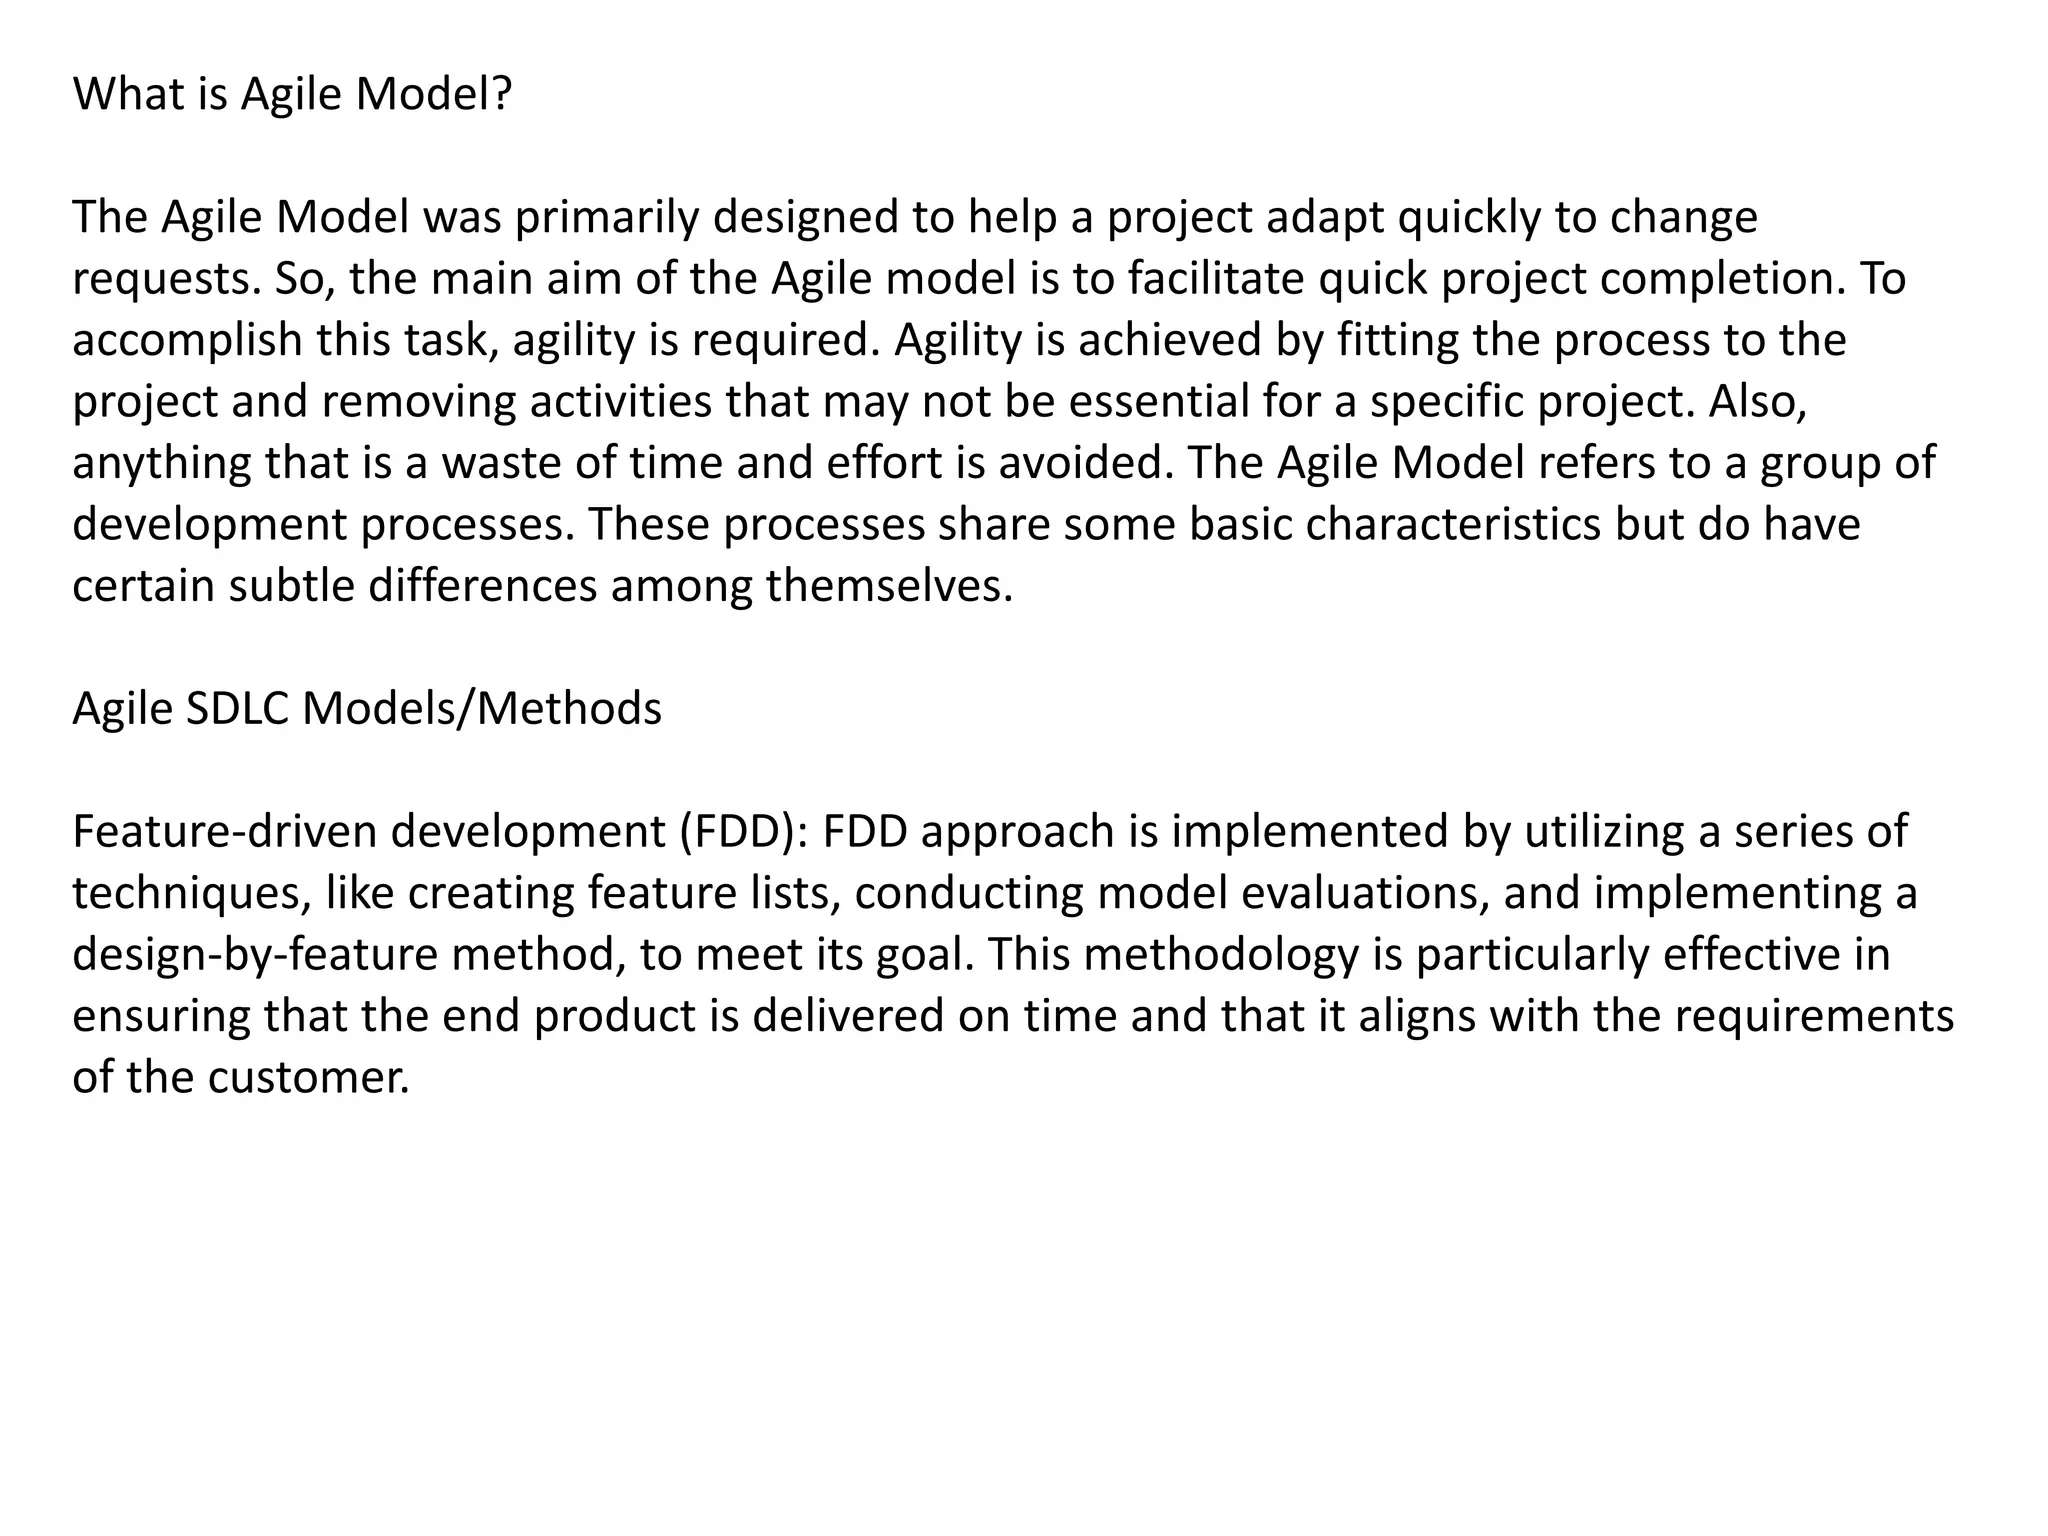 What is Agile Model?
The Agile Model was primarily designed to help a project adapt quickly to change
requests. So, the main aim of the Agile model is to facilitate quick project completion. To
accomplish this task, agility is required. Agility is achieved by fitting the process to the
project and removing activities that may not be essential for a specific project. Also,
anything that is a waste of time and effort is avoided. The Agile Model refers to a group of
development processes. These processes share some basic characteristics but do have
certain subtle differences among themselves.
Agile SDLC Models/Methods
Feature-driven development (FDD): FDD approach is implemented by utilizing a series of
techniques, like creating feature lists, conducting model evaluations, and implementing a
design-by-feature method, to meet its goal. This methodology is particularly effective in
ensuring that the end product is delivered on time and that it aligns with the requirements
of the customer.